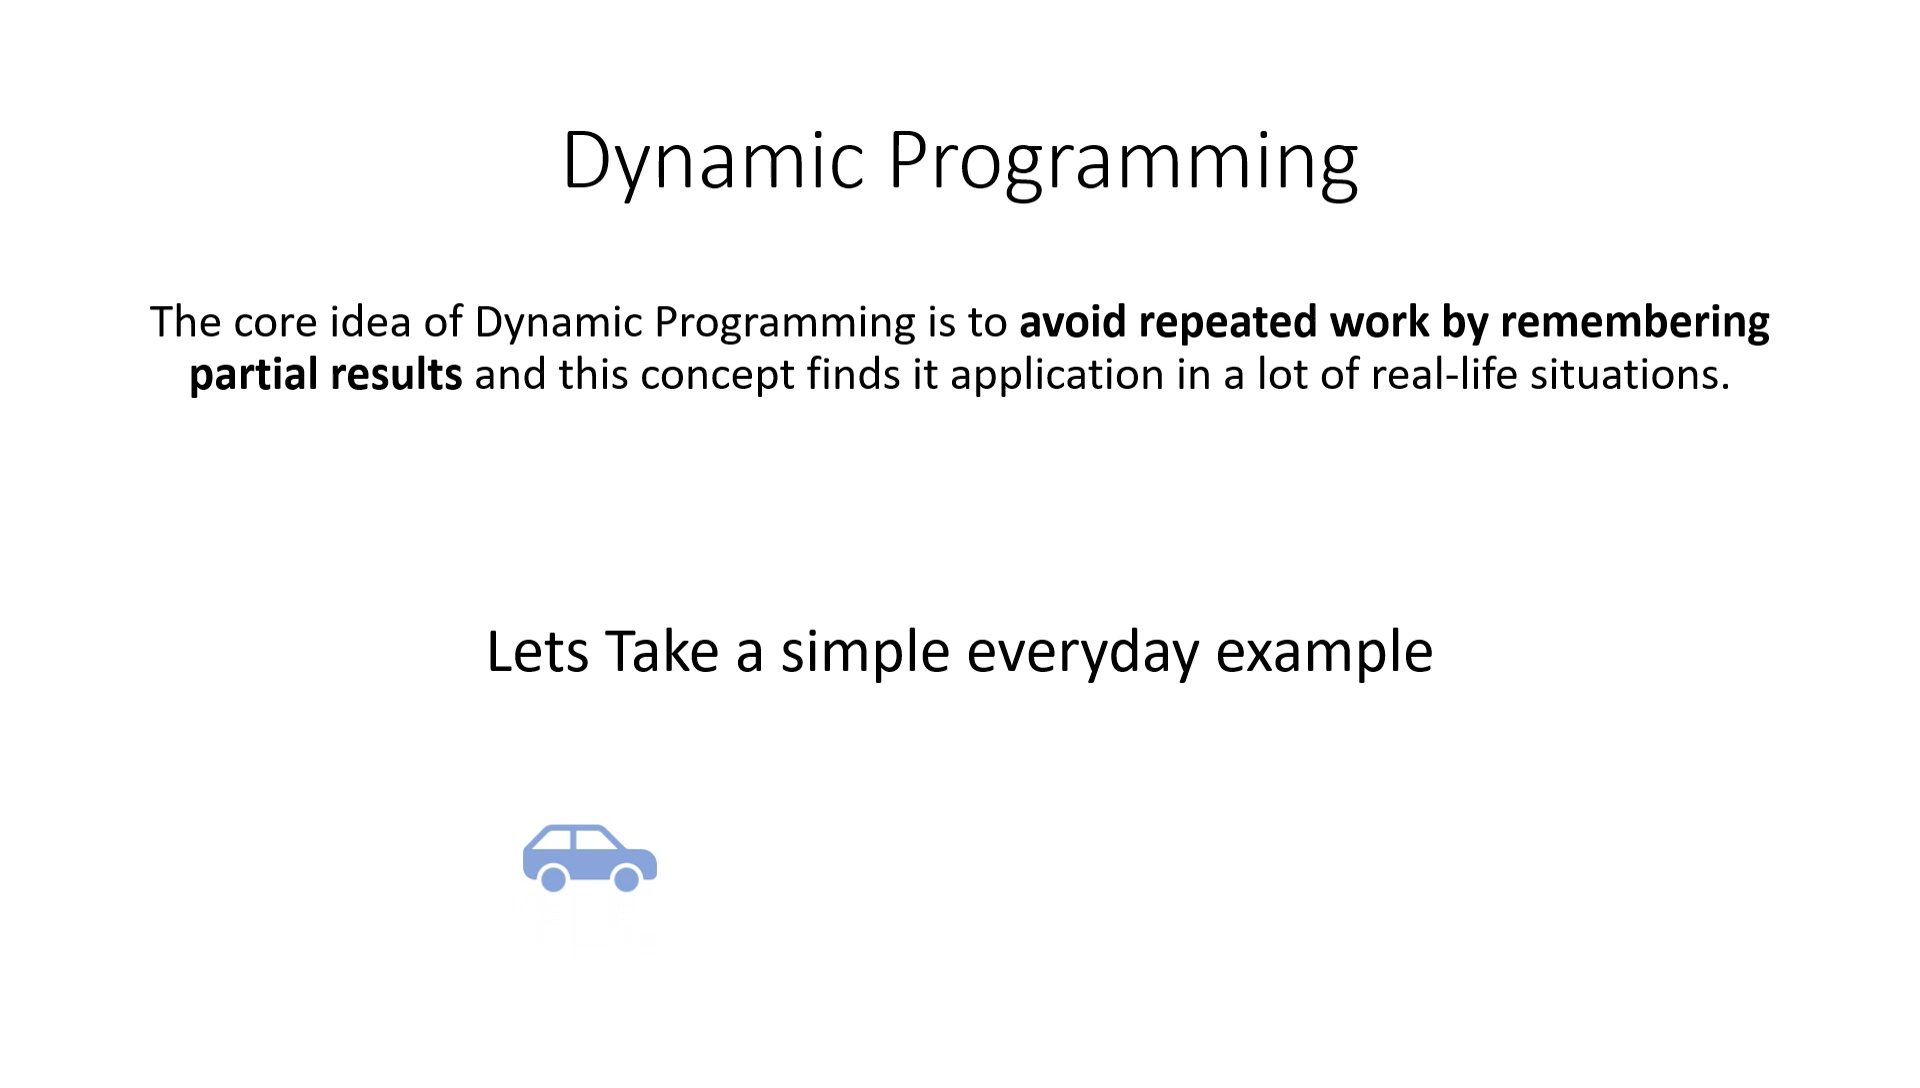 Dynamic Programming
The core idea of Dynamic Programming is to avoid repeated work by remembering
partial results and this concept finds it application in a lot of real-life situations.
Lets Take a simple everyday example